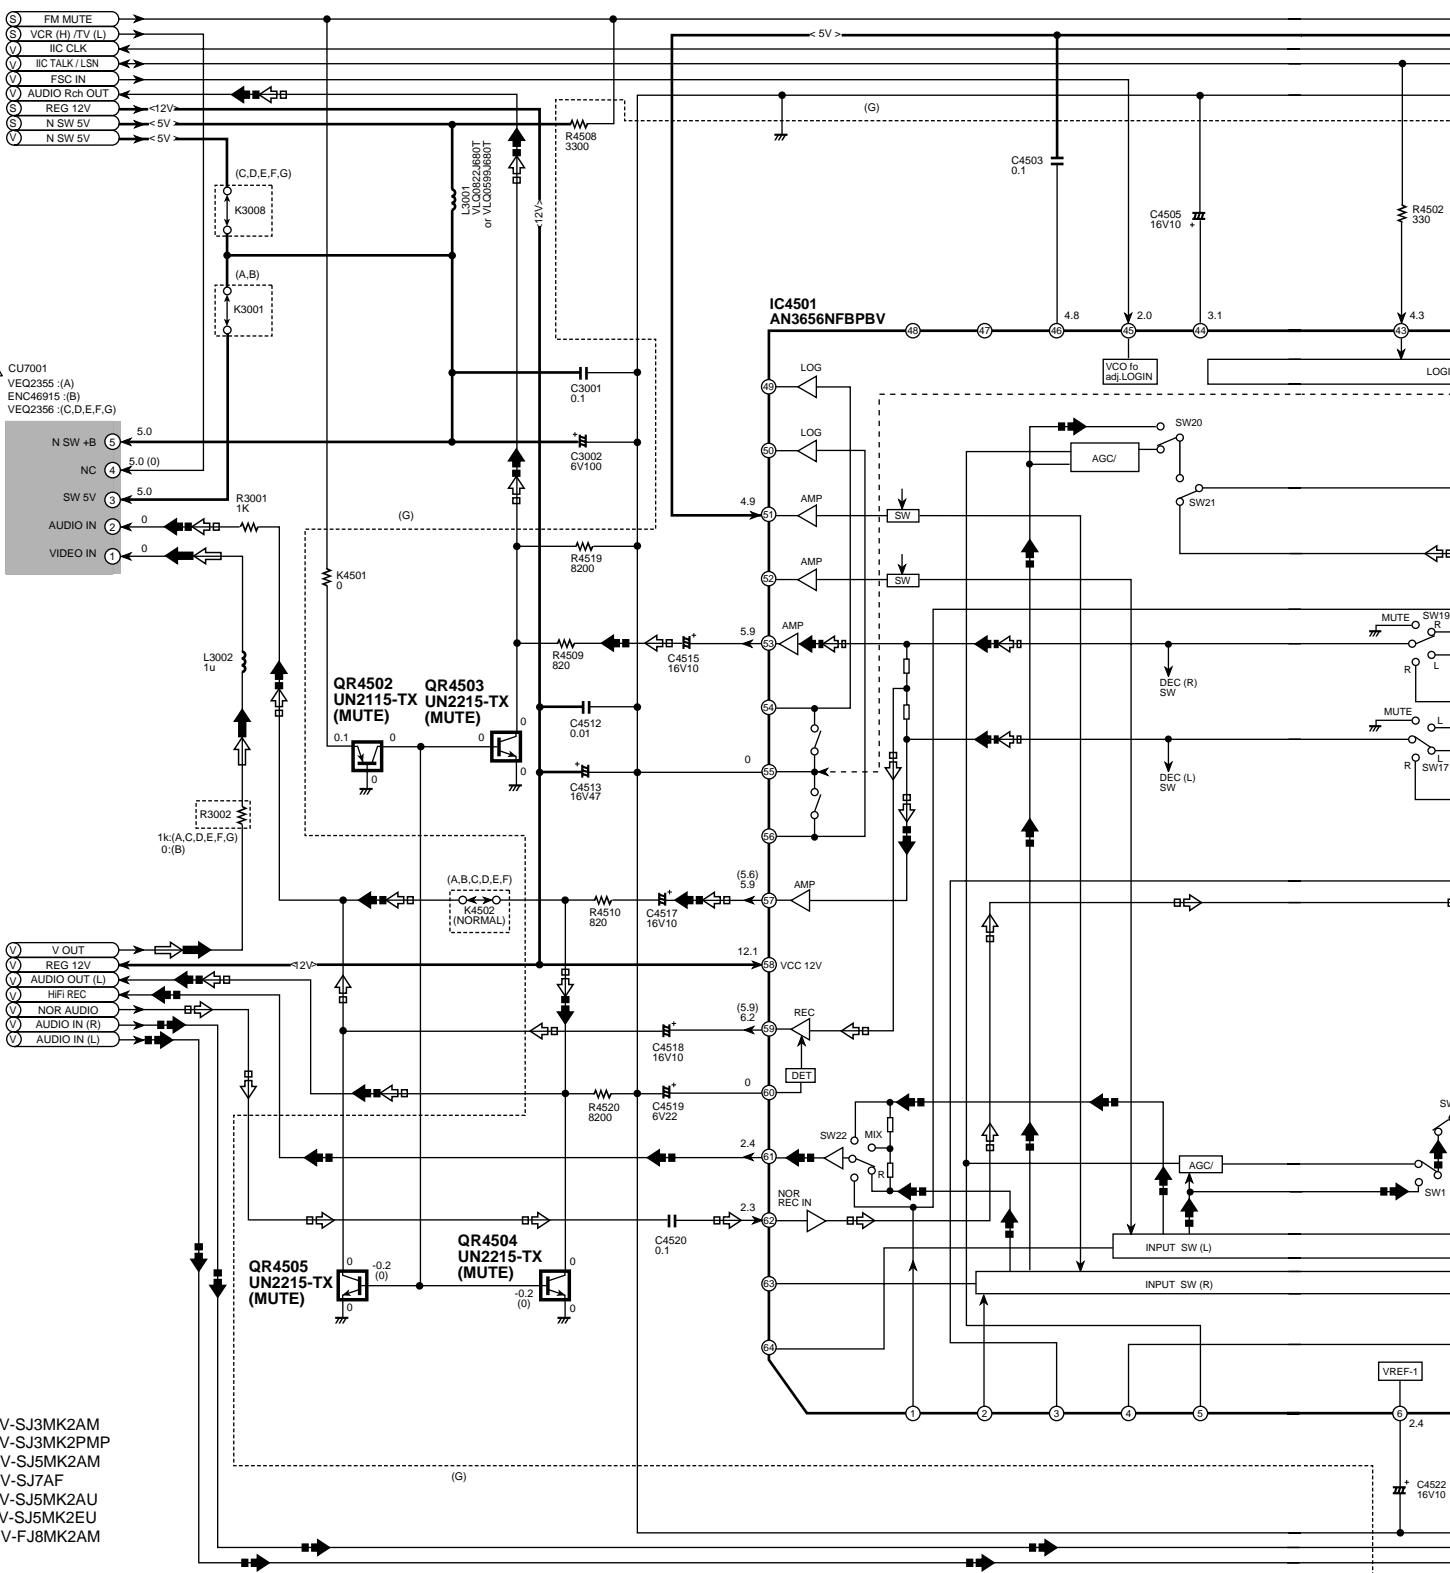 S FM MUTE
S VCR (H) /TV (L)
V IIC CLK
V IIC TALK / LSN
V FSC IN
V AUDIO Rch OUT
S REG 12V <12V>
S N SW 5V < 5V >
V N SW 5V < 5V >
< 5V >
(G)
R4508
3300
L3001
VLQ0822J680T
or VLQ0599J680T
<12V>
(C,D,E,F,G)
K3008
(A,B)
K3001
C4503
0.1
C4505
16V10
+
R4502
330
IC4501
AN3656NFBPBV
48
47
46
4.8
45
2.0
44
3.1
43
4.3
VCO fo
adj.LOGIN
LOGI
CU7001
VEQ2355 :(A)
ENC46915 :(B)
VEQ2356 :(C,D,E,F,G)
N SW +B 5 5.0
NC 4 5.0 (0)
SW 5V 3 5.0
AUDIO IN 2 0
VIDEO IN 1 0
R3001
1K
C3001
0.1
+
C3002
6V100
(G)
K4501
0
R4519
8200
49
LOG
50
LOG
4.9
51
AMP
SW
52
AMP
SW
AGC/
SW20
SW21
5.9
53
AMP
R4509
820
C4515
16V10
+
MUTE
SW19
R
R
L
DEC (R)
SW
L3002
1u
QR4502
UN2115-TX
(MUTE)
QR4503
UN2215-TX
(MUTE)
0.1
0
0
0
0
0
C4512
0.01
54
MUTE
L
R
L
SW17
DEC (L)
SW
0
55
+
C4513
16V47
R3002
1k:(A,C,D,E,F,G)
0:(B)
56
(A,B,C,D,E,F)
K4502
(NORMAL)
R4510
820
C4517
16V10
+
(5.6)
5.9
57
AMP
V V OUT
V REG 12V
V AUDIO OUT (L)
V HiFi REC
V NOR AUDIO
V AUDIO IN (R)
V AUDIO IN (L)
<12V>
12.1
58
VCC 12V
(5.9)
6.2
59
REC
C4518
16V10
+
DET
0
60
R4520
8200
C4519
6V22
+
2.4
61
SW22
MIX
R
AGC/
SW
SW1
NOR
REC IN
2.3
62
C4520
0.1
INPUT SW (L)
INPUT SW (R)
63
64
QR4505
UN2215-TX
(MUTE)
0
-0.2
(0)
0
QR4504
UN2215-TX
(MUTE)
0
-0.2
(0)
0
VREF-1
1
2
3
4
5
6
2.4
(G)
+
C4522
16V10
V-SJ3MK2AM
V-SJ3MK2PMP
V-SJ5MK2AM
V-SJ7AF
V-SJ5MK2AU
V-SJ5MK2EU
V-FJ8MK2AM